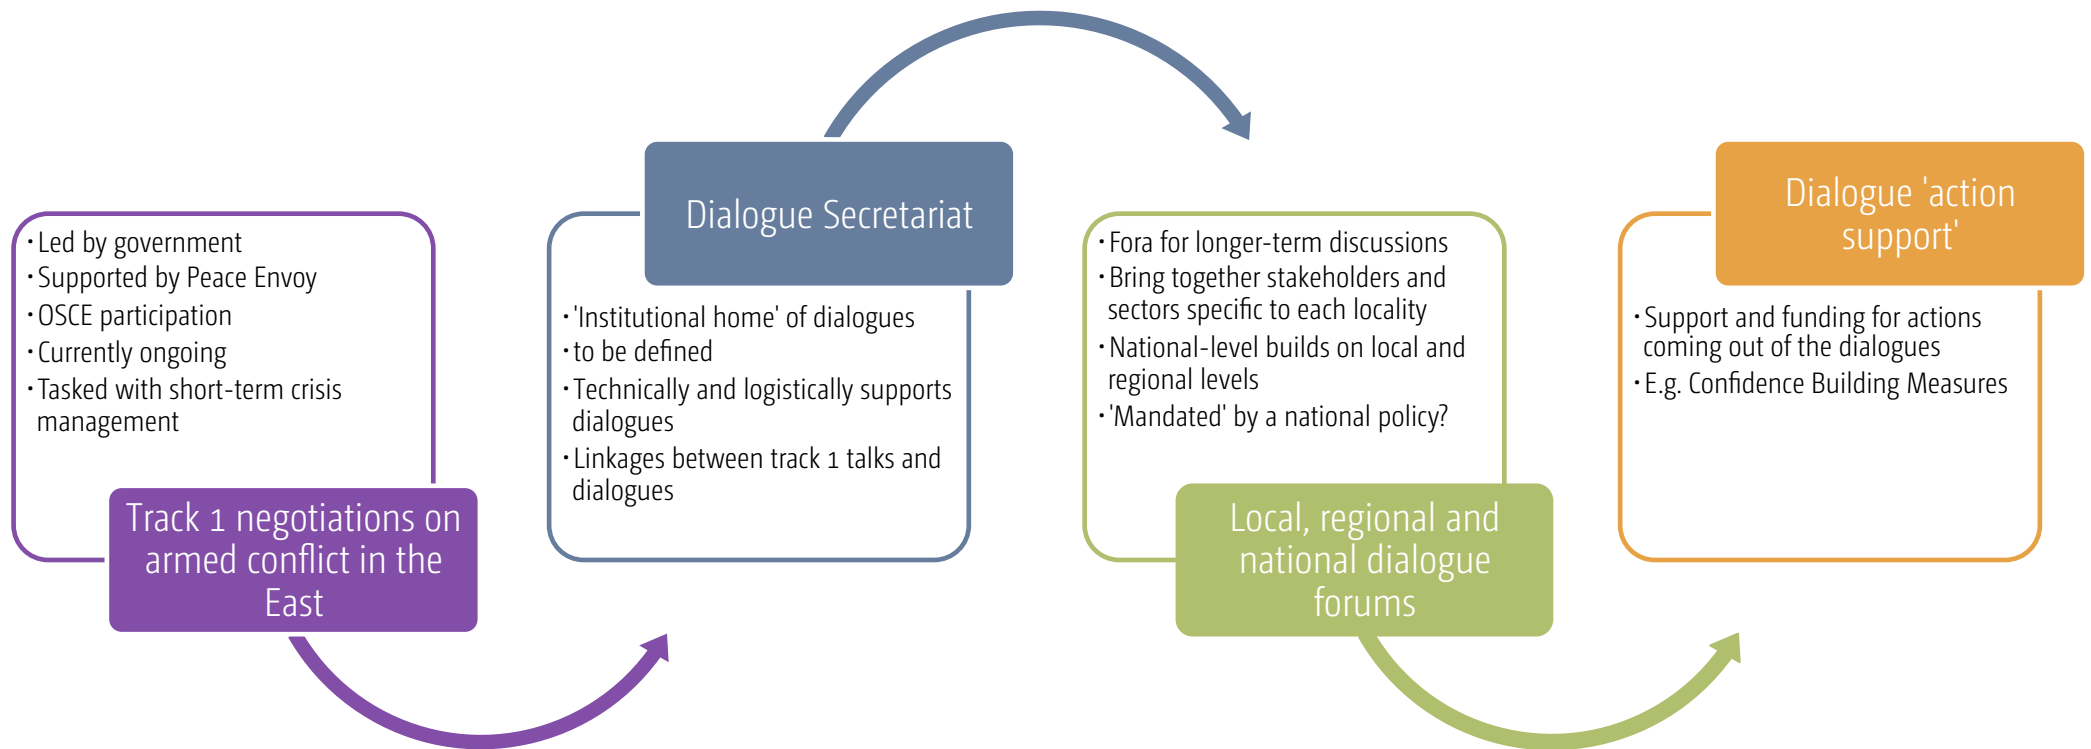 · Led by government
· Supported by Peace Envoy
· OSCE participation
· Currently ongoing
· Tasked with short-term crisis
management
Track 1 negotiations on
armed conflict in the
East
Dialogue Secretariat
· 'Institutional home' of dialogues
· to be defined
· Technically and logistically supports
dialogues
· Linkages between track 1 talks and
dialogues
· Fora for longer-term discussions
· Bring together stakeholders and
sectors specific to each locality
· National-level builds on local and
regional levels
· 'Mandated' by a national policy?
Local, regional and
national dialogue
forums
Dialogue 'action
support'
· Support and funding for actions
coming out of the dialogues
· E.g. Confidence Building Measures